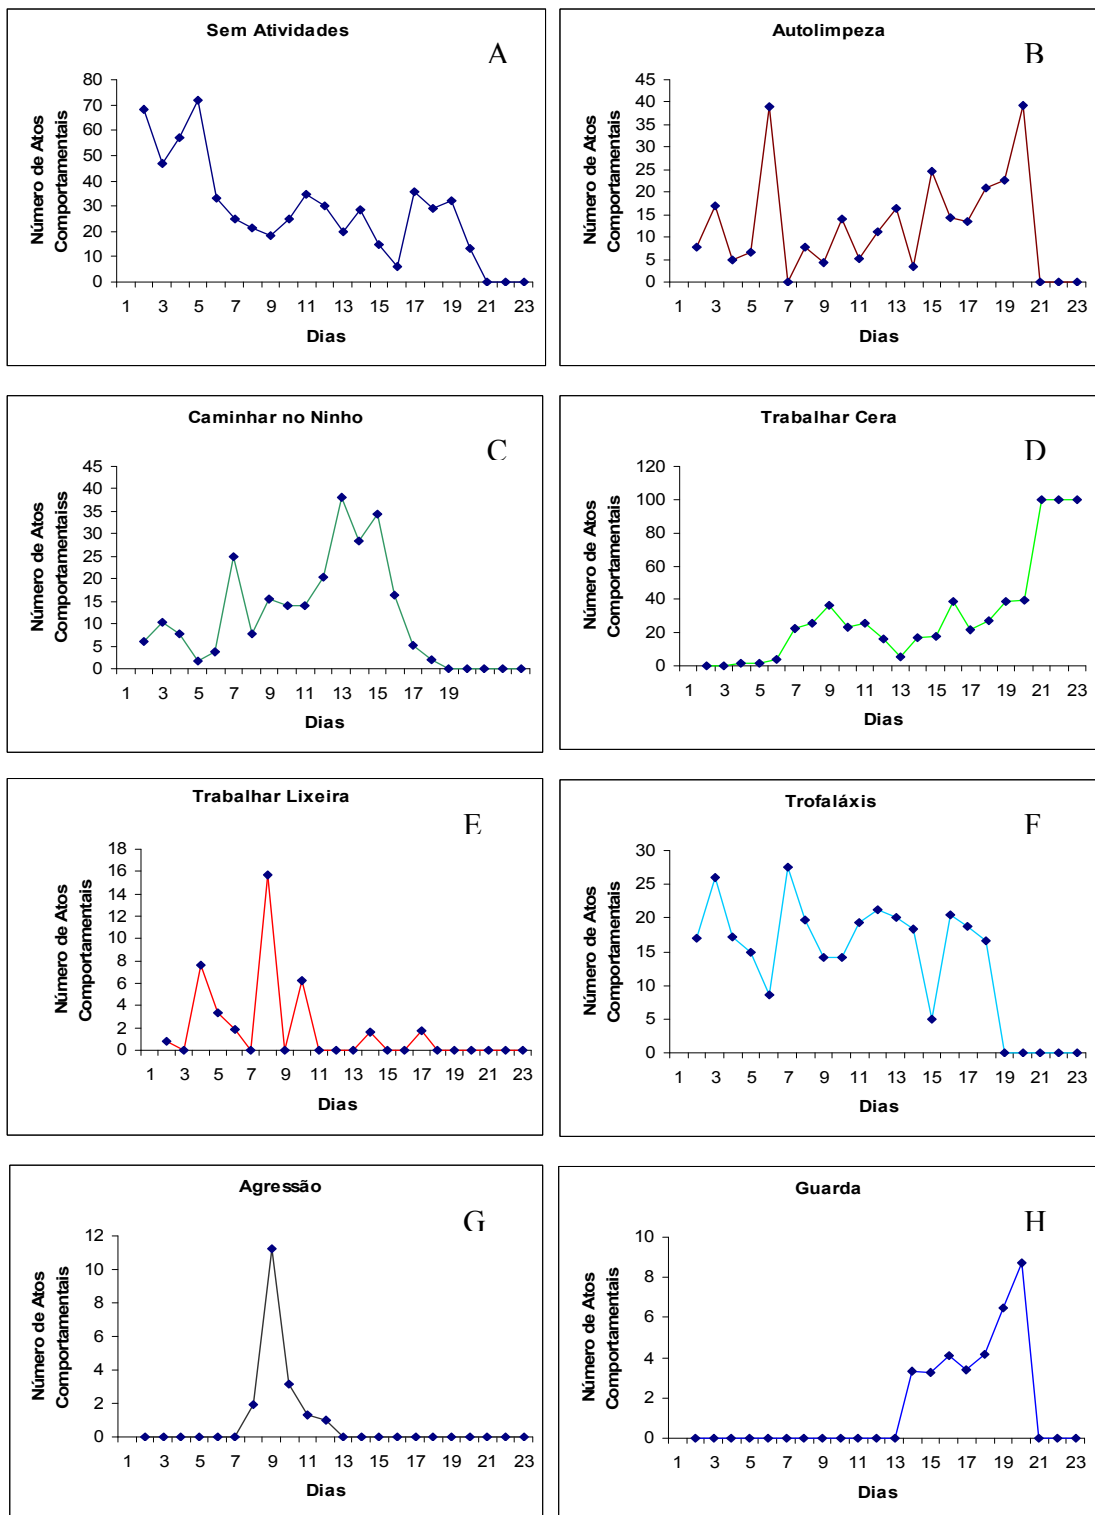 Sem Atividades
A
Número de Atos
Comportamentais
80
70
60
50
40
30
20
10
0
1 3 5 7 9 11 13 15 17 19 21 23
Dias
Autolimpeza
B
Número de Atos
Comportamentais
45
40
35
30
25
20
15
10
5
0
1 3 5 7 9 11 13 15 17 19 21 23
Dias
Caminhar no Ninho
C
Número de Atos
Comportamentaiss
45
40
35
30
25
20
15
10
5
0
1 3 5 7 9 11 13 15 17 19
Dias
Trabalhar Cera
D
Número de Atos
Comportamentais
120
100
80
60
40
20
0
1 3 5 7 9 11 13 15 17 19 21 23
Dias
Trabalhar Lixeira
E
Número de Atos
Comportamentais
18
16
14
12
10
8
6
4
2
0
1 3 5 7 9 11 13 15 17 19 21 23
Dias
Trofaláxis
F
Número de Atos
Comportamentais
30
25
20
15
10
5
0
1 3 5 7 9 11 13 15 17 19 21 23
Dias
Agressão
G
Número de Atos
Comportamentais
12
10
8
6
4
2
0
1 3 5 7 9 11 13 15 17 19 21 23
Dias
Guarda
H
Número de Atos
Comportamentais
10
8
6
4
2
0
1 3 5 7 9 11 13 15 17 19 21 23
Dias